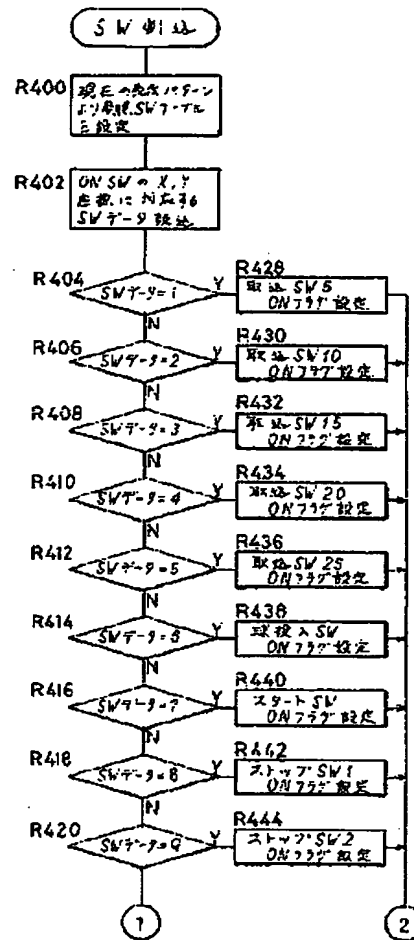 SW割込
R400
現在の表示パターン
より展開SWテーブル
を設定
R402
ON SWのX,Y
座標に対応する
SWデータ読込
R404
SWデータ=1
Y
N
R428
取込SW5
ONフラグ設定
R406
SWデータ=2
Y
N
R430
取込SW10
ONフラグ設定
R408
SWデータ=3
Y
N
R432
取込SW15
ONフラグ設定
R410
SWデータ=4
Y
N
R434
取込SW20
ONフラグ設定
R412
SWデータ=5
Y
N
R436
取込SW25
ONフラグ設定
R414
SWデータ=6
Y
N
R438
球投入SW
ONフラグ設定
R416
SWデータ=7
Y
N
R440
スタートSW
ONフラグ設定
R418
SWデータ=8
Y
N
R442
ストップSW1
ONフラグ設定
R420
SWデータ=9
Y
R444
ストップSW2
ONフラグ設定
1
2